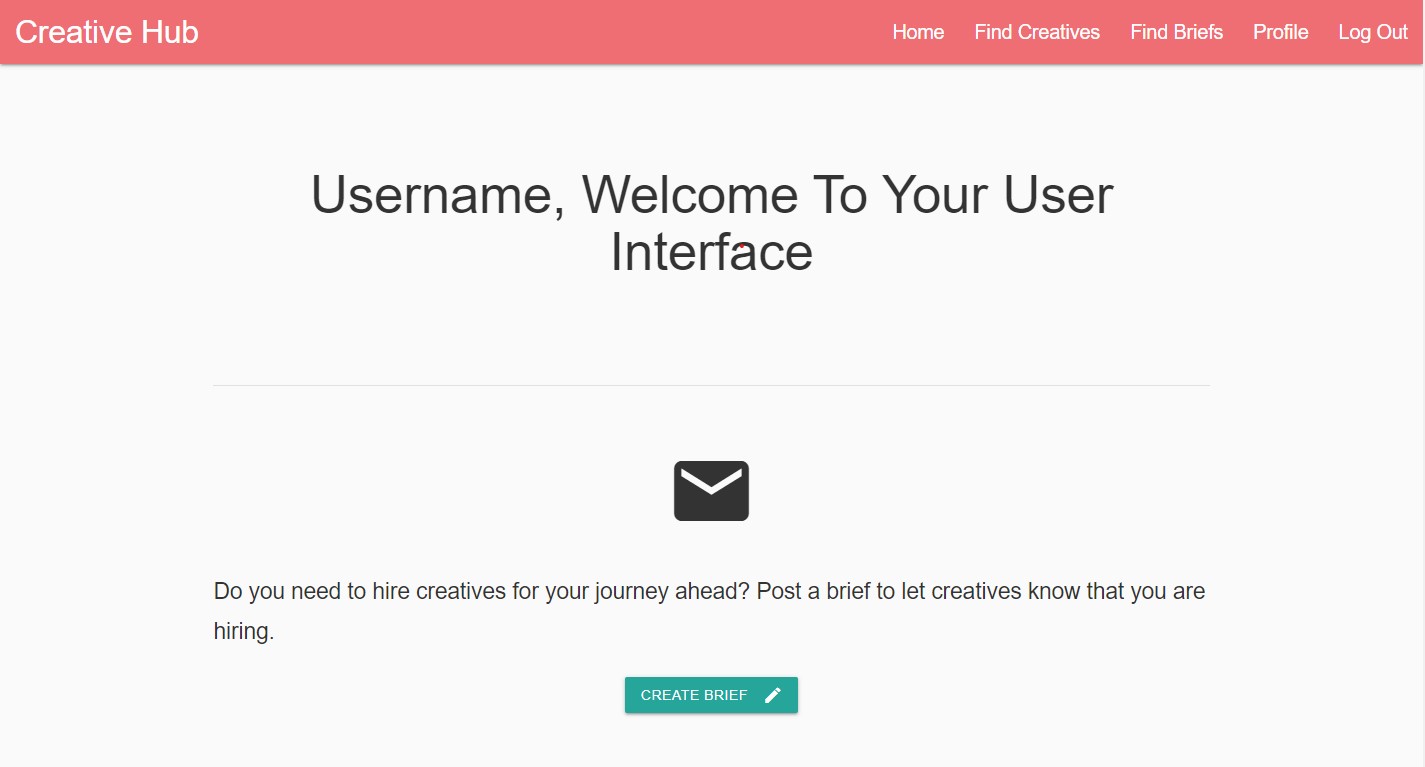 Creative Hub
Home Find Creatives Find Briefs Profile Log Out
Username, Welcome To Your User
Interface
Do you need to hire creatives for your journey ahead? Post a brief to let creatives know that you are
hiring.
CREATE BRIEF